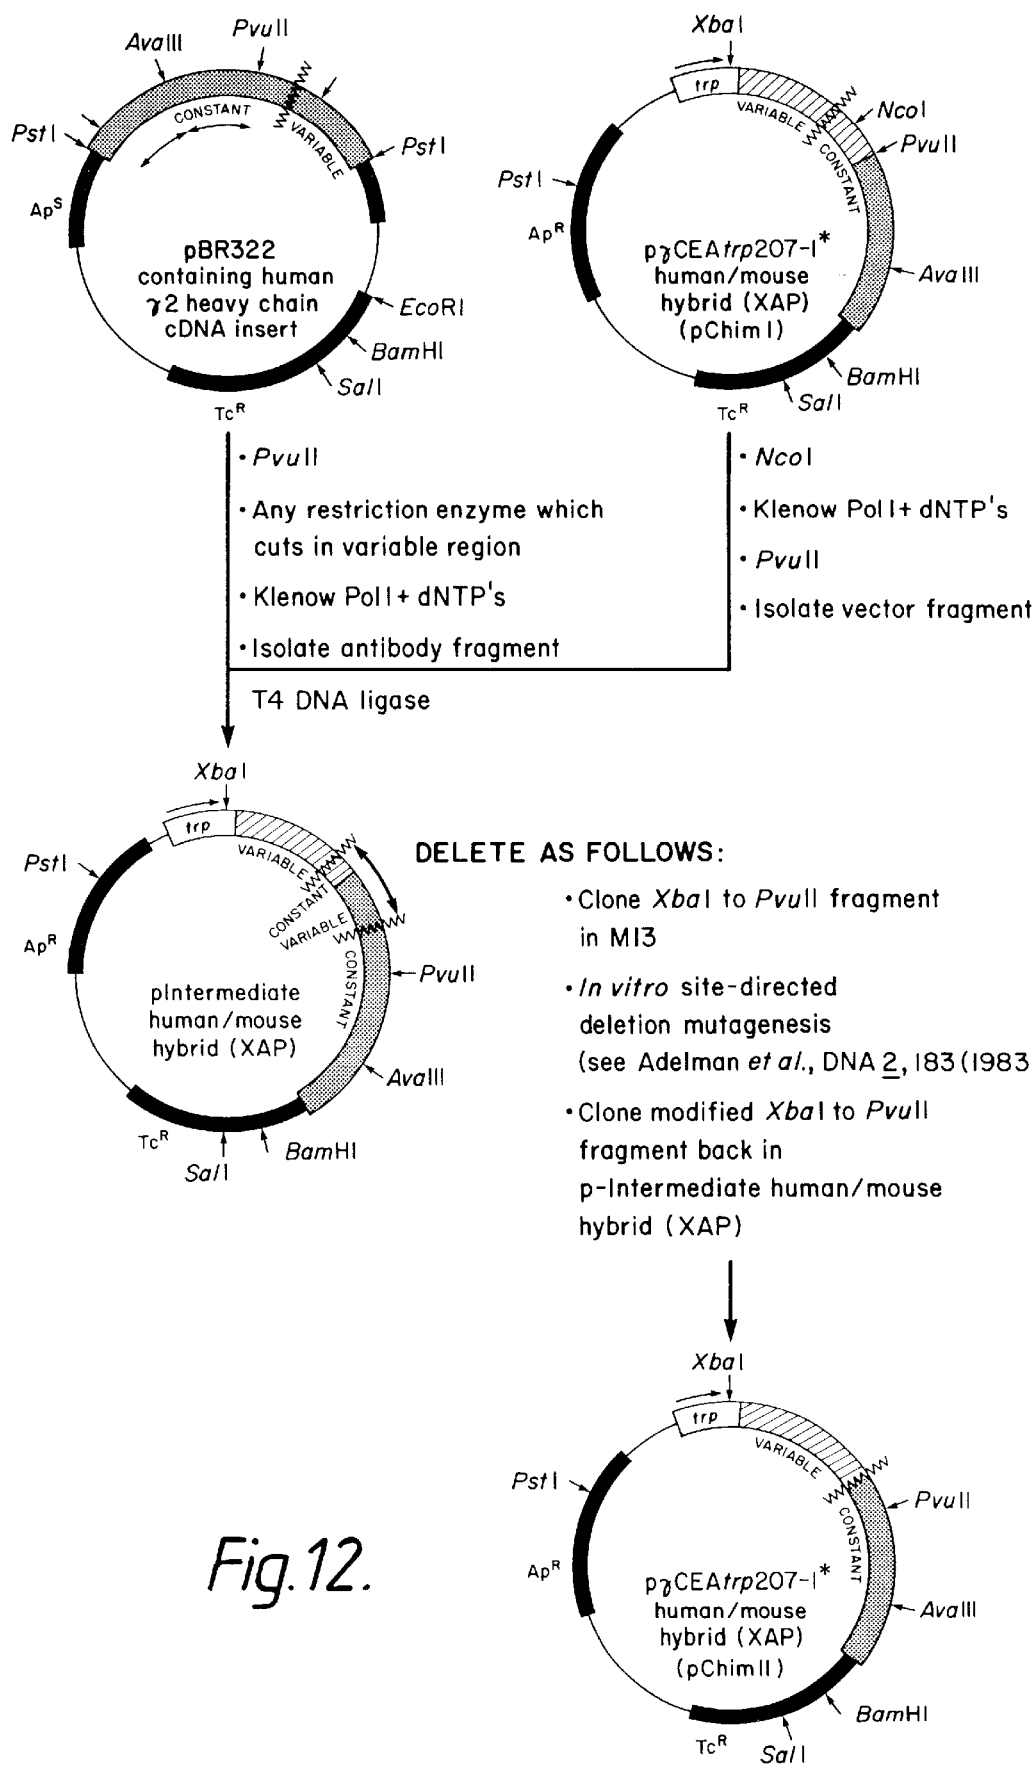 PvuII
AvaIII
PstI
CONSTANT
VARIABLE
PstI
Ap^S
pBR322
containing human
γ2 heavy chain
cDNA insert
EcoRI
BamHI
SalI
Tc^R
XbaI
trp
VARIABLE
NcoI
PvuII
CONSTANT
PstI
Ap^R
pγCEAtrp207-1*
human/mouse
hybrid (XAP)
(pChim I)
AvaIII
BamHI
SalI
Tc^R
• PvuII
• Any restriction enzyme which
cuts in variable region
• Klenow Pol I + dNTP's
• Isolate antibody fragment
• NcoI
• Klenow Pol I + dNTP's
• PvuII
• Isolate vector fragment
T4 DNA ligase
XbaI
trp
VARIABLE
CONSTANT
VARIABLE
CONSTANT
PstI
Ap^R
pIntermediate
human/mouse
hybrid (XAP)
PvuII
AvaIII
BamHI
SalI
Tc^R
DELETE AS FOLLOWS:
• Clone XbaI to PvuII fragment
in M13
• In vitro site-directed
deletion mutagenesis
(see Adelman et al., DNA 2, 183 (1983
• Clone modified XbaI to PvuII
fragment back in
p-Intermediate human/mouse
hybrid (XAP)
XbaI
trp
VARIABLE
PstI
PvuII
CONSTANT
Ap^R
pγCEAtrp207-1*
human/mouse
hybrid (XAP)
(pChim II)
AvaIII
BamHI
SalI
Tc^R
Fig. 12.